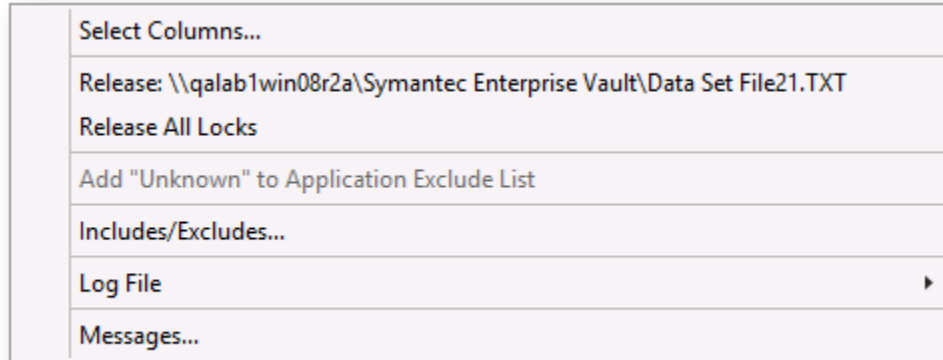 Select Columns...
Release: \\qalab1win08r2a\Symantec Enterprise Vault\Data Set File21.TXT
Release All Locks
Add "Unknown" to Application Exclude List
Includes/Excludes...
Log File
Messages...